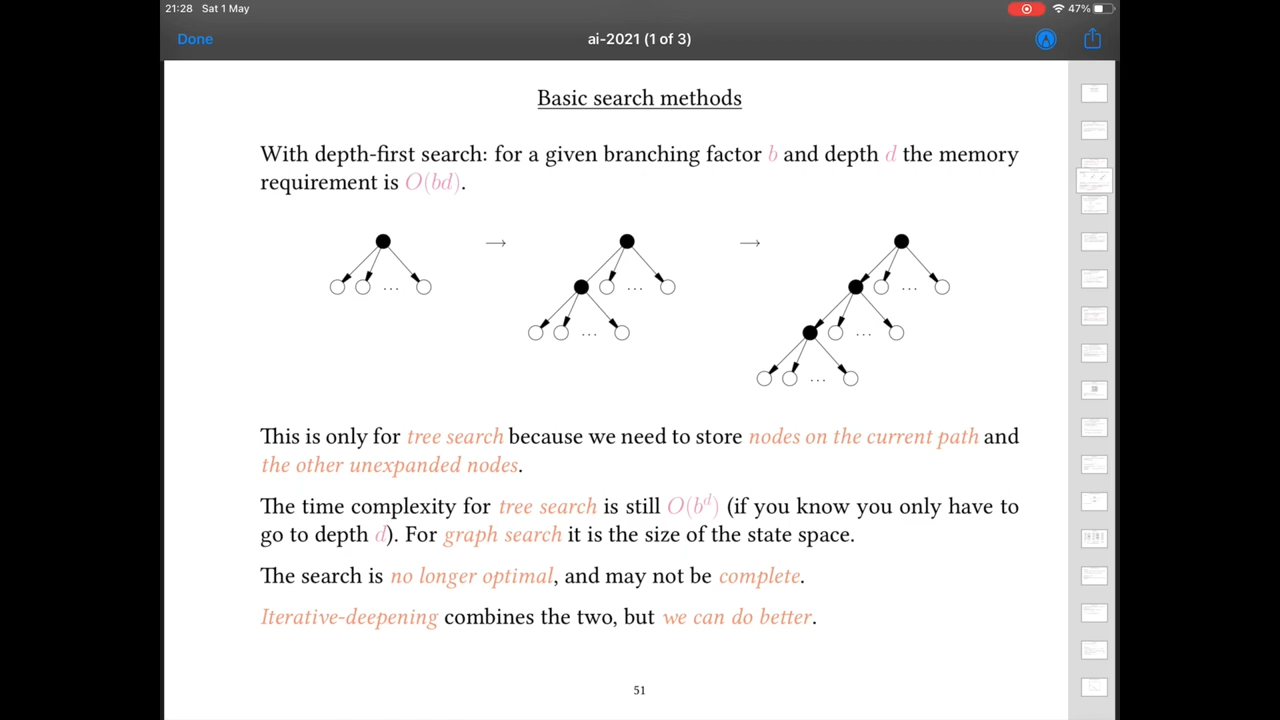 21:28 Sat 1 May
47%
Done
ai-2021 (1 of 3)
Basic search methods
With depth-first search: for a given branching factor b and depth d the memory
requirement is O(bd).
→ →
...
... ...
... ...
...
This is only for tree search because we need to store nodes on the current path and
the other unexpanded nodes.
The time complexity for tree search is still O(b^d) (if you know you only have to
go to depth d). For graph search it is the size of the state space.
The search is no longer optimal, and may not be complete.
Iterative-deepening combines the two, but we can do better.
51